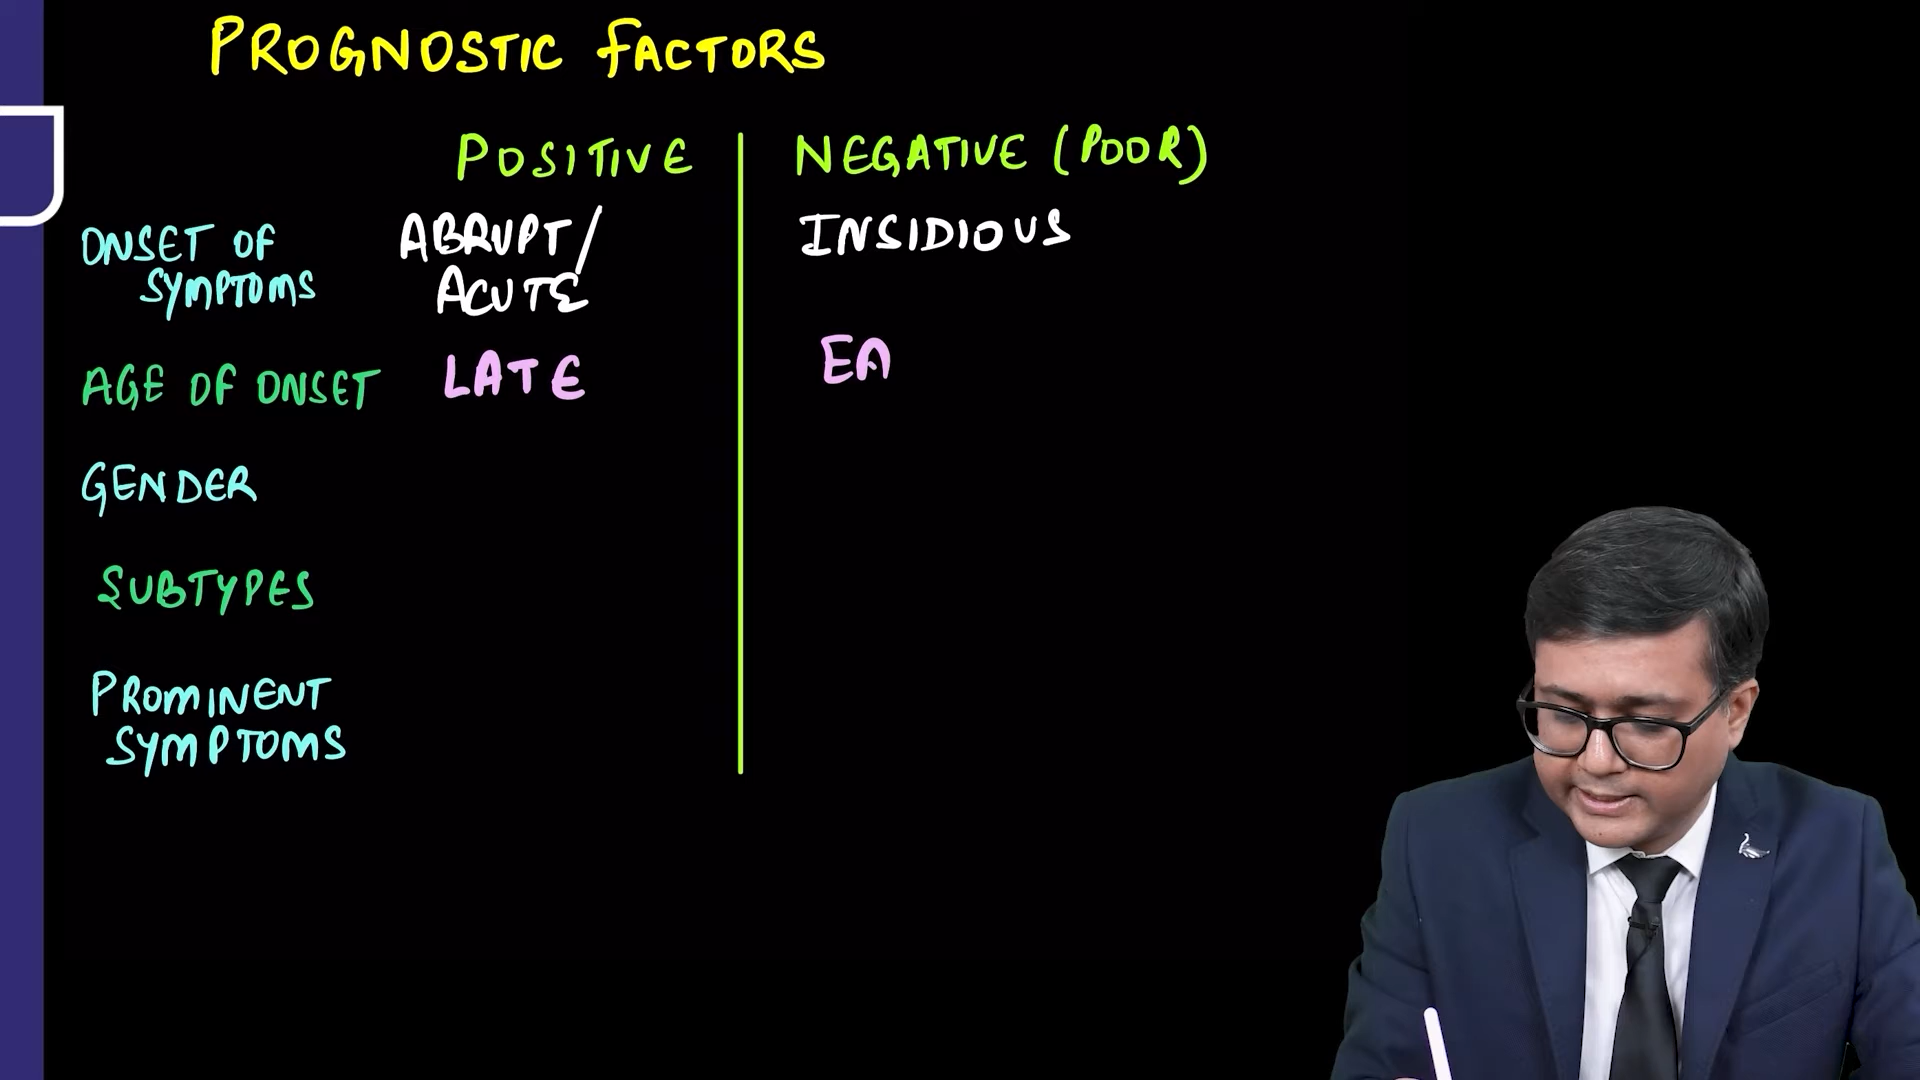 PROGNOSTIC FACTORS
POSITIVE
NEGATIVE (POOR)
ONSET OF
SYMPTOMS
ABRUPT/
ACUTE
INSIDIOUS
AGE OF ONSET
LATE
EA
GENDER
SUBTYPES
PROMINENT
SYMPTOMS